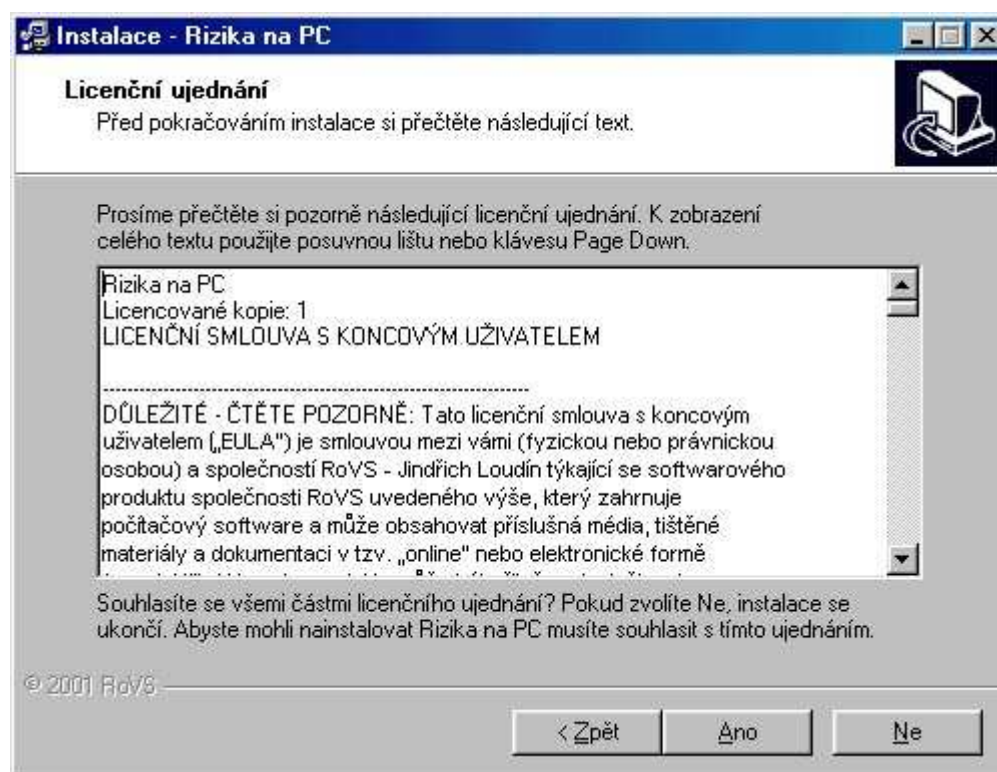 Instalace - Rizika na PC
Licenční ujednání
Před pokračováním instalace si přečtěte následující text.
Prosíme přečtěte si pozorně následující licenční ujednání. K zobrazení
celého textu použijte posuvnou lištu nebo klávesu Page Down.
Rizika na PC
Licencované kopie: 1
LICENČNÍ SMLOUVA S KONCOVÝM UŽIVATELEM
----------------------------------------------------------------------
DŮLEŽITÉ - ČTĚTE POZORNĚ: Tato licenční smlouva s koncovým
uživatelem („EULA") je smlouvou mezi vámi (fyzickou nebo právnickou
osobou) a společností RoVS - Jindřich Loudín týkající se softwarového
produktu společnosti RoVS uvedeného výše, který zahrnuje
počítačový software a může obsahovat příslušná média, tištěné
materiály a dokumentaci v tzv. „online" nebo elektronické formě
Souhlasíte se všemi částmi licenčního ujednání? Pokud zvolíte Ne, instalace se
ukončí. Abyste mohli nainstalovat Rizika na PC musíte souhlasit s tímto ujednáním.
© 2001 RoVS
< Zpět
Ano
Ne